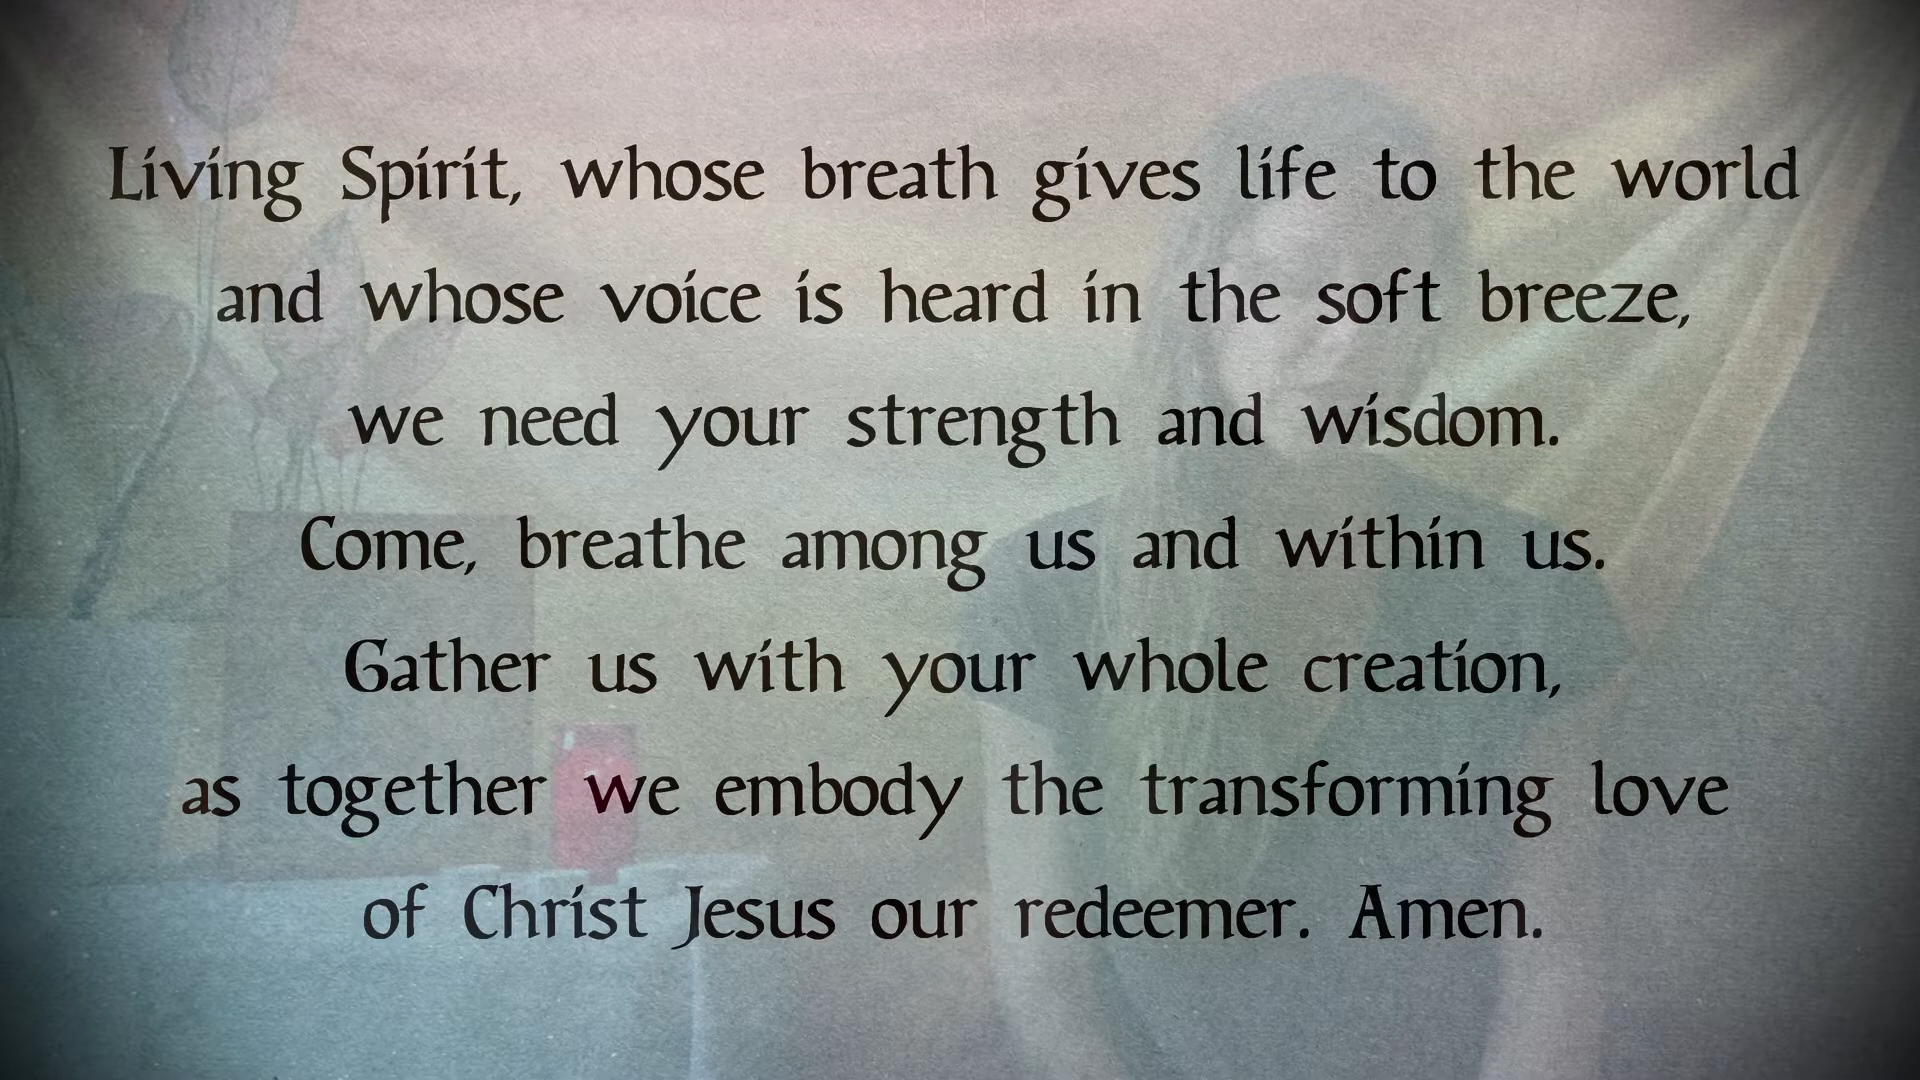 Living Spirit, whose breath gives life to the world
and whose voice is heard in the soft breeze,
we need your strength and wisdom.
Come, breathe among us and within us.
Gather us with your whole creation,
as together we embody the transforming love
of Christ Jesus our redeemer. Amen.